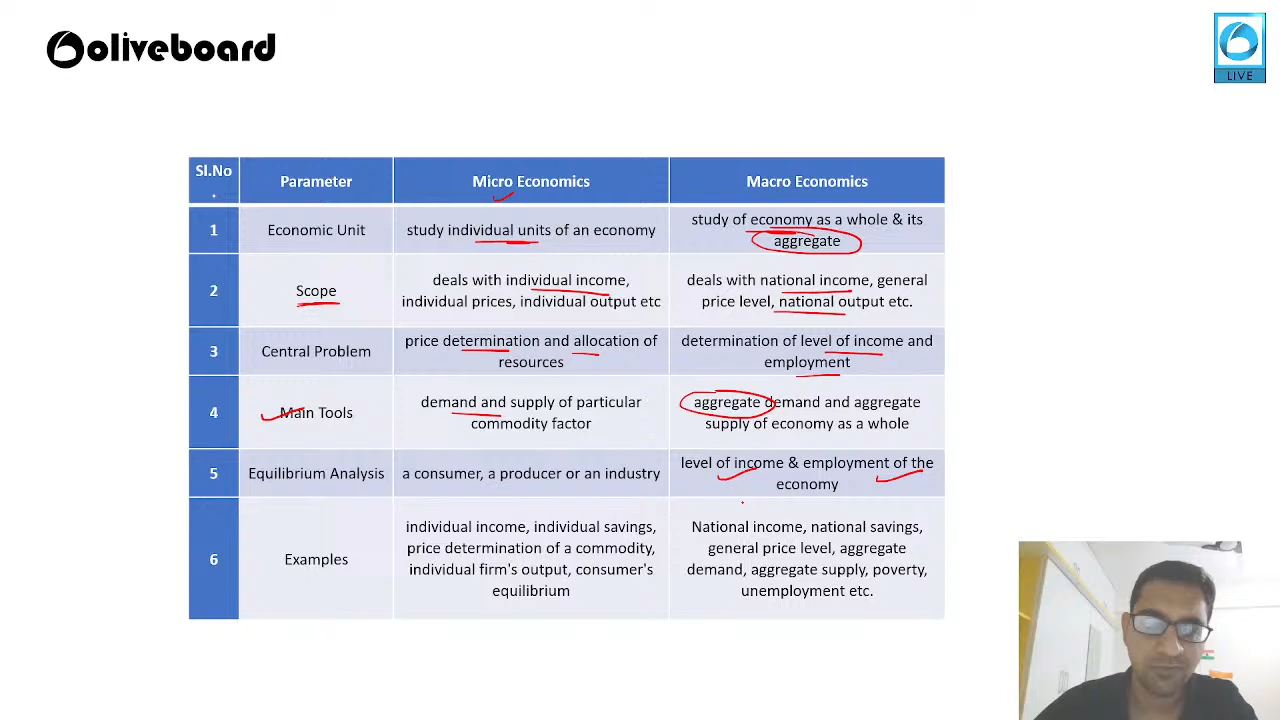 oliveboard
LIVE
Sl.No
.
Parameter
Micro Economics
Macro Economics
1
Economic Unit
study individual units of an economy
study of economy as a whole & its
aggregate
2
Scope
deals with individual income,
individual prices, individual output etc
deals with national income, general
price level, national output etc.
3
Central Problem
price determination and allocation of
resources
determination of level of income and
employment
4
Main Tools
demand and supply of particular
commodity factor
aggregate demand and aggregate
supply of economy as a whole
5
Equilibrium Analysis
a consumer, a producer or an industry
level of income & employment of the
economy
6
Examples
individual income, individual savings,
price determination of a commodity,
individual firm's output, consumer's
equilibrium
National income, national savings,
general price level, aggregate
demand, aggregate supply, poverty,
unemployment etc.